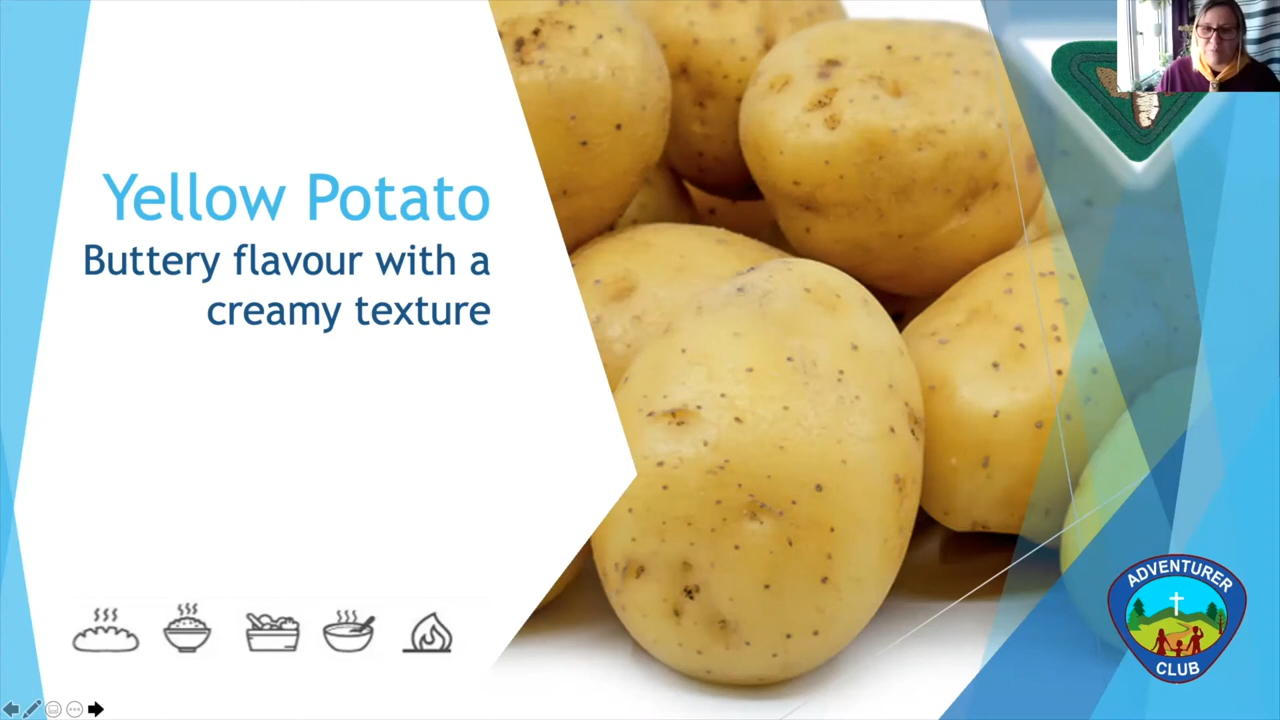 Yellow Potato
Buttery flavour with a
creamy texture
ADVENTURER
CLUB